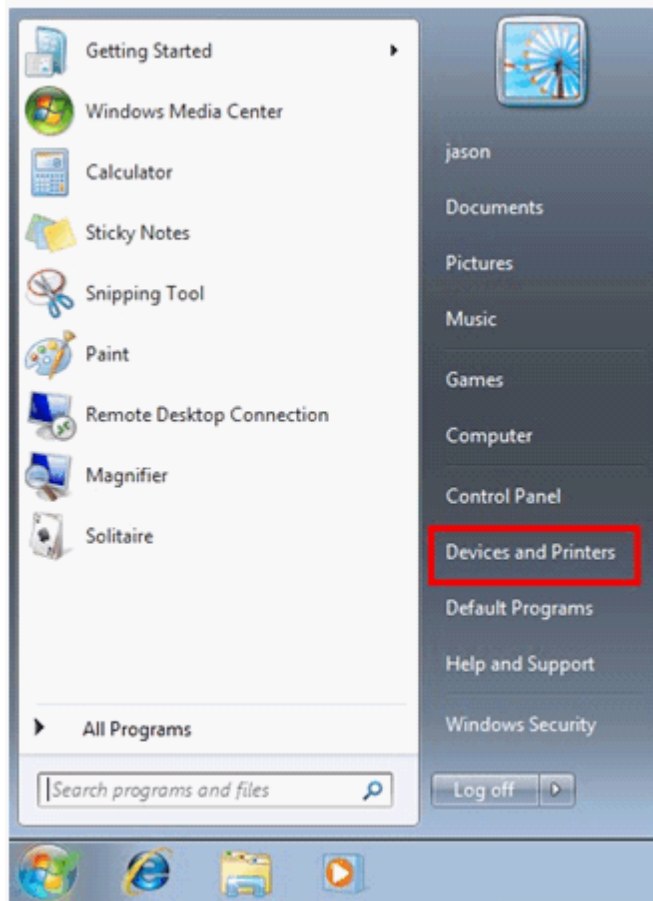 Getting Started
Windows Media Center
Calculator
Sticky Notes
Snipping Tool
Paint
Remote Desktop Connection
Magnifier
Solitaire
All Programs
Search programs and files
jason
Documents
Pictures
Music
Games
Computer
Control Panel
Devices and Printers
Default Programs
Help and Support
Windows Security
Log off